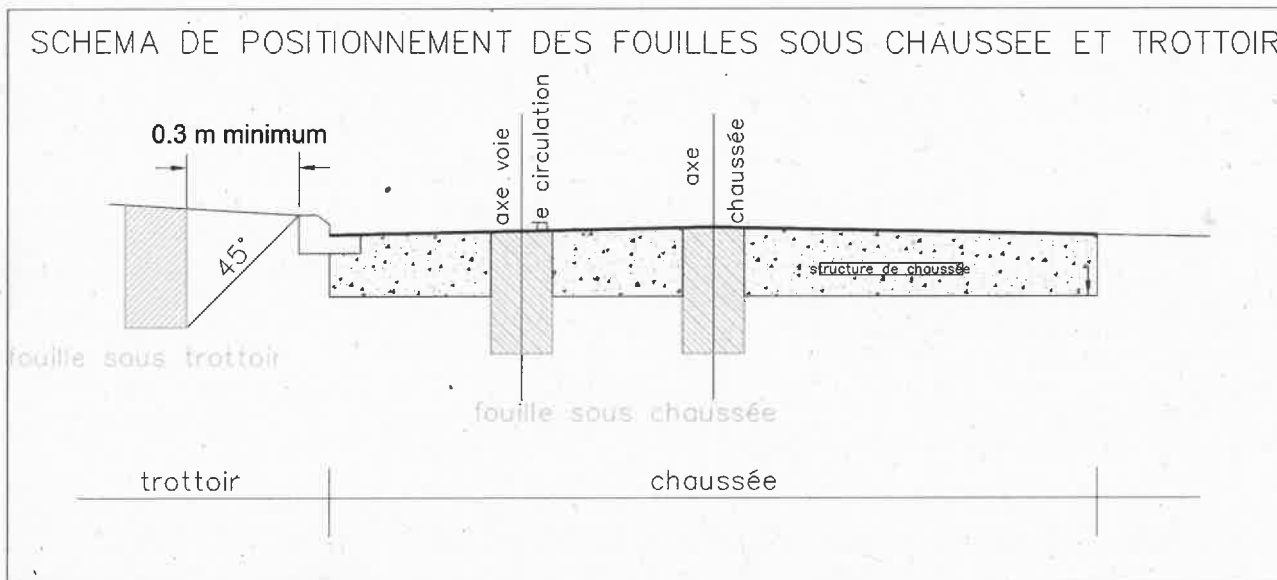 SCHEMA DE POSITIONNEMENT DES FOUILLES SOUS CHAUSSEE ET TROTTOIR
0.3 m minimum
axe voie
de circulation
axe
chaussée
45°
structure de chaussée
fouille sous trottoir
fouille sous chaussée
trottoir
chaussée